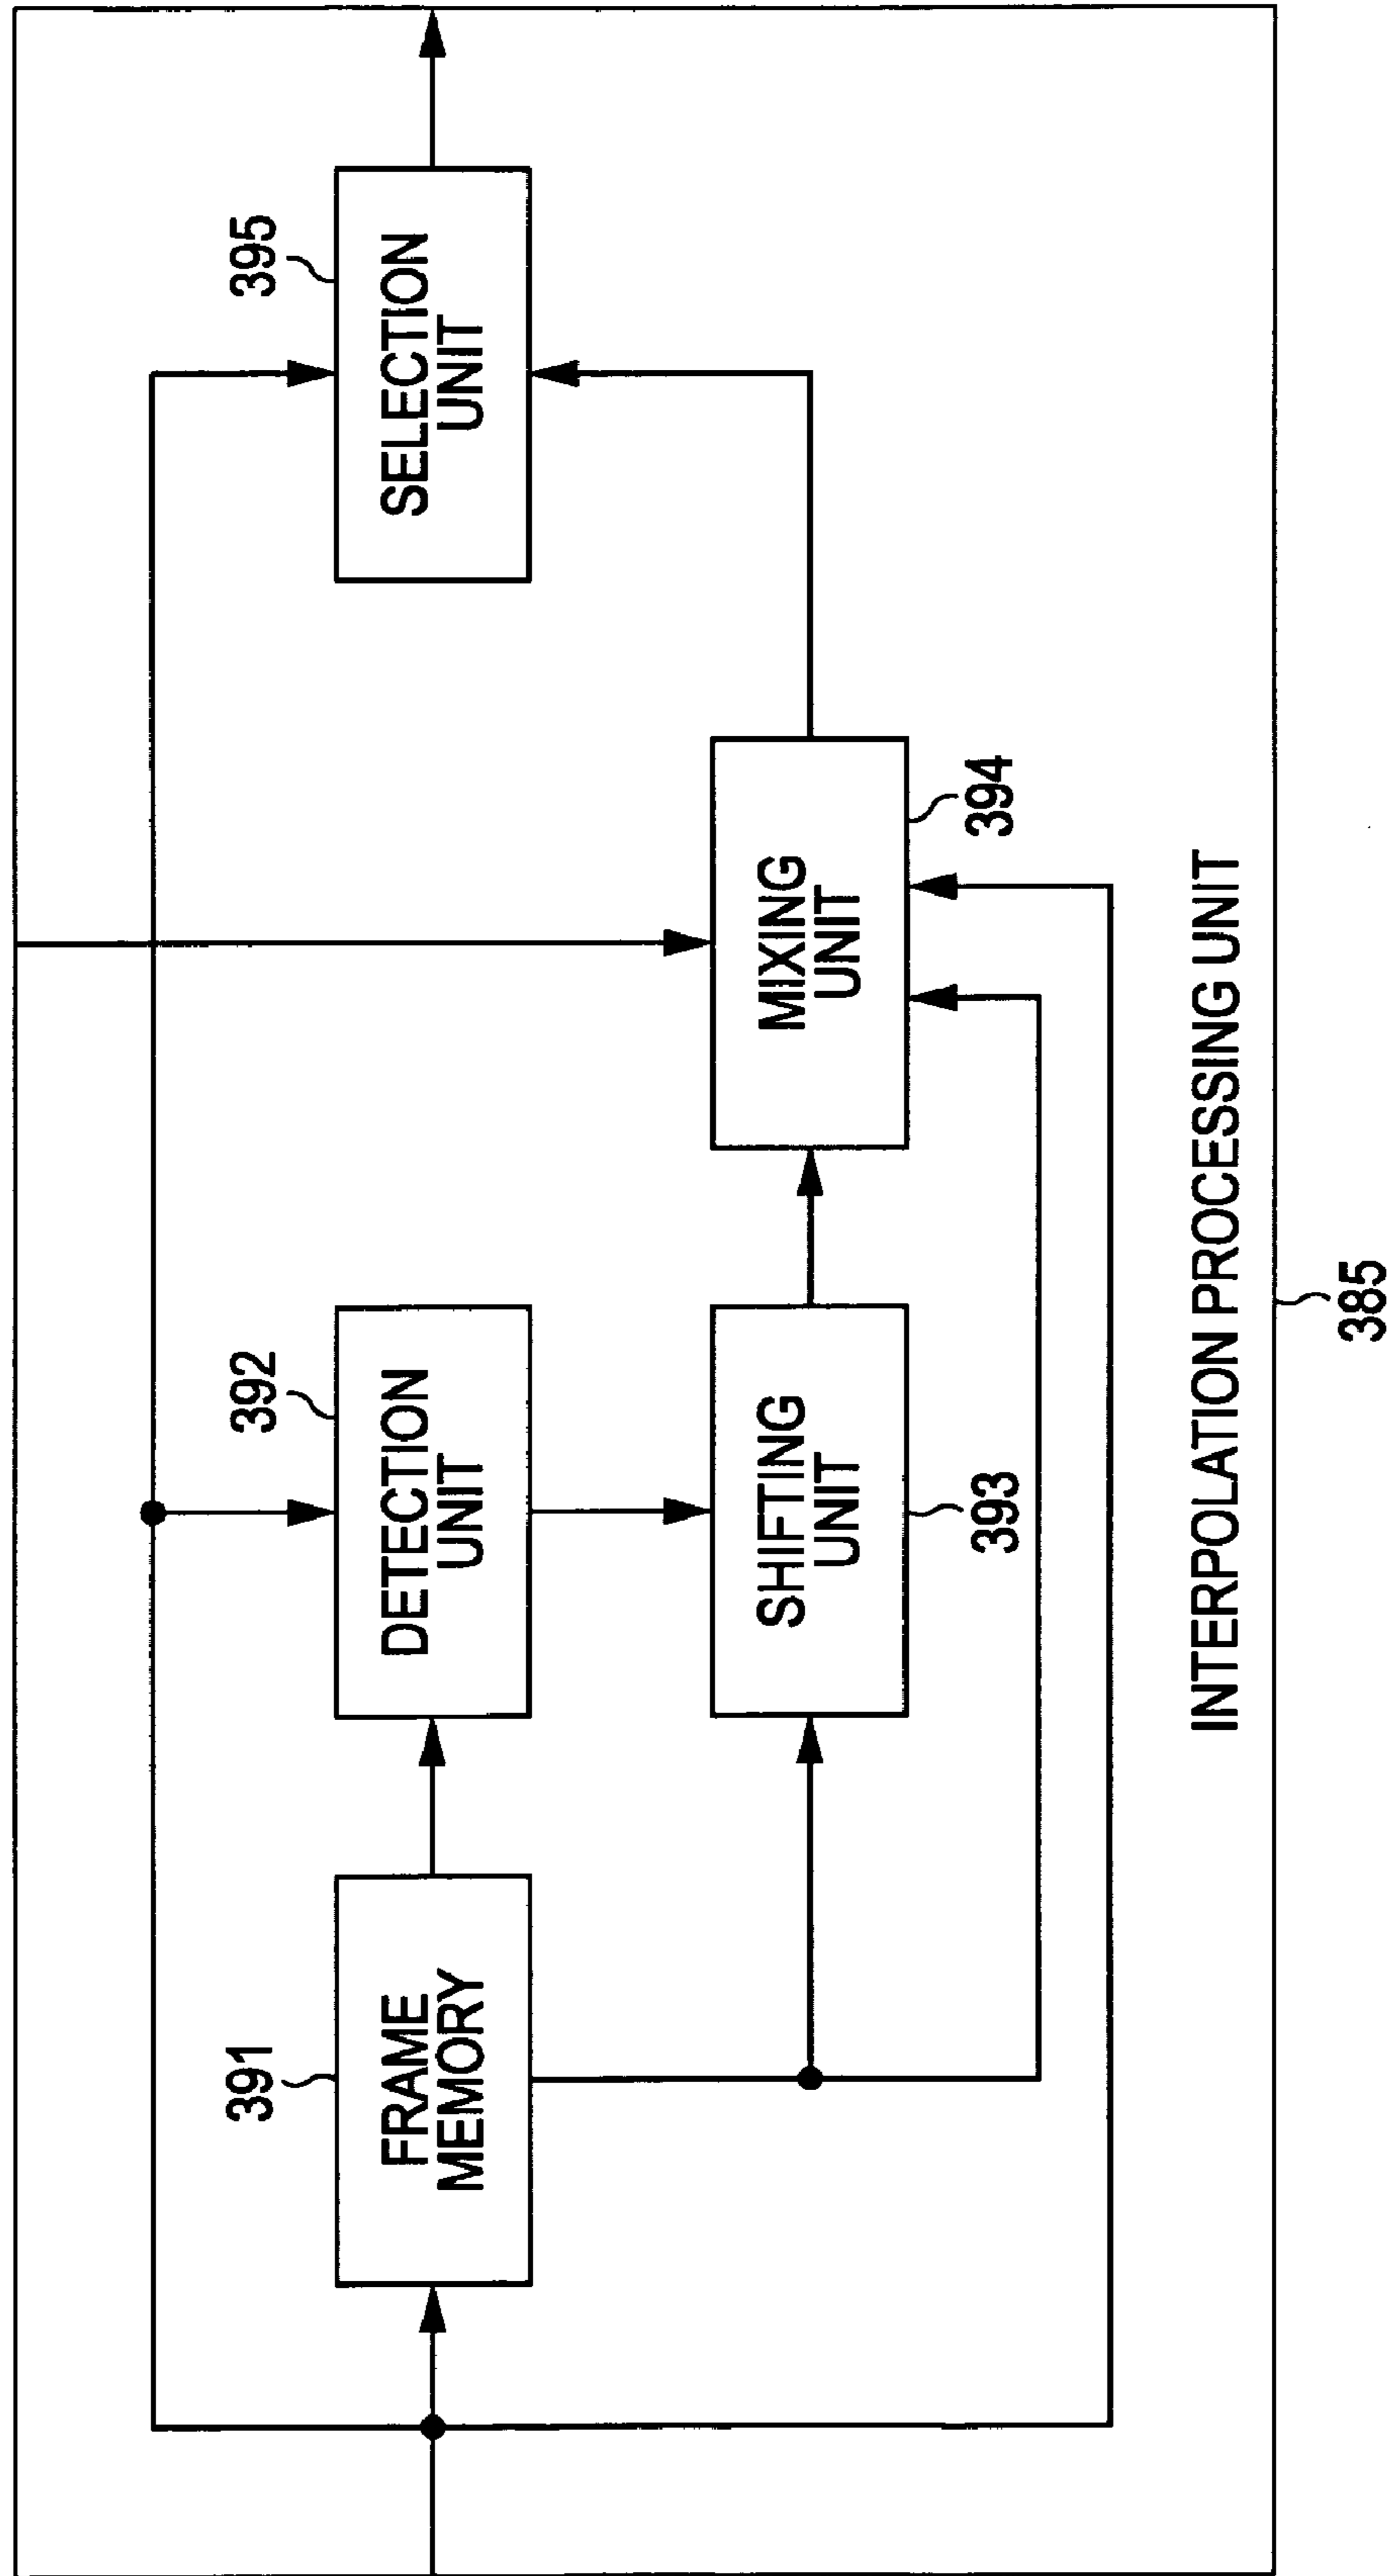 391
FRAME
MEMORY
392
DETECTION
UNIT
395
SELECTION
UNIT
SHIFTING
UNIT
393
MIXING
UNIT
394
INTERPOLATION PROCESSING UNIT
385